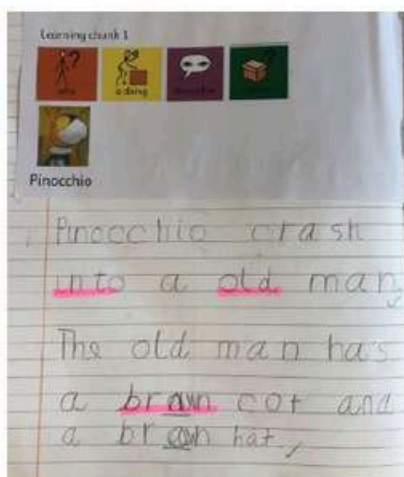 Learning chunk 1
who
doing
Pinocchio
Pinocchio crash
into a old man
The old man has
a brawn cot and
a brawn hat,